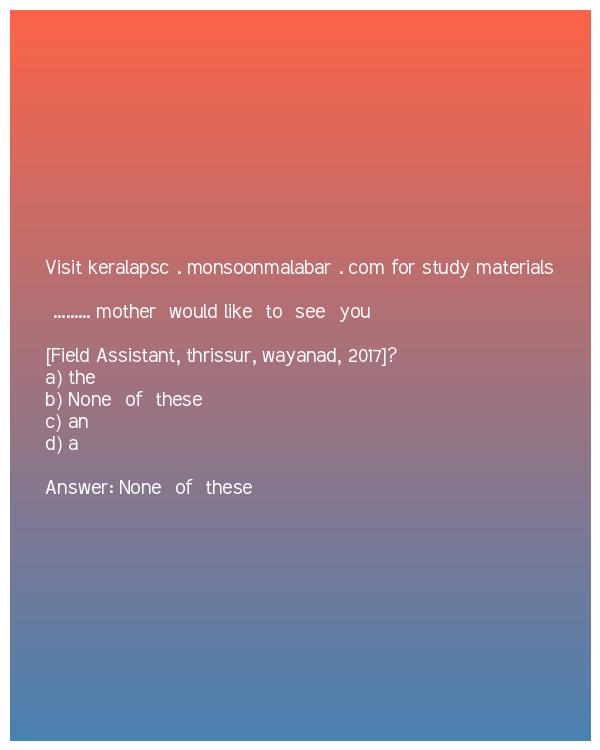 Visit keralapsc . monsoonmalabar . com for study materials
......... mother would like to see you
[Field Assistant, thrissur, wayanad, 2017]?
a) the
b) None of these
c) an
d) a
Answer: None of these